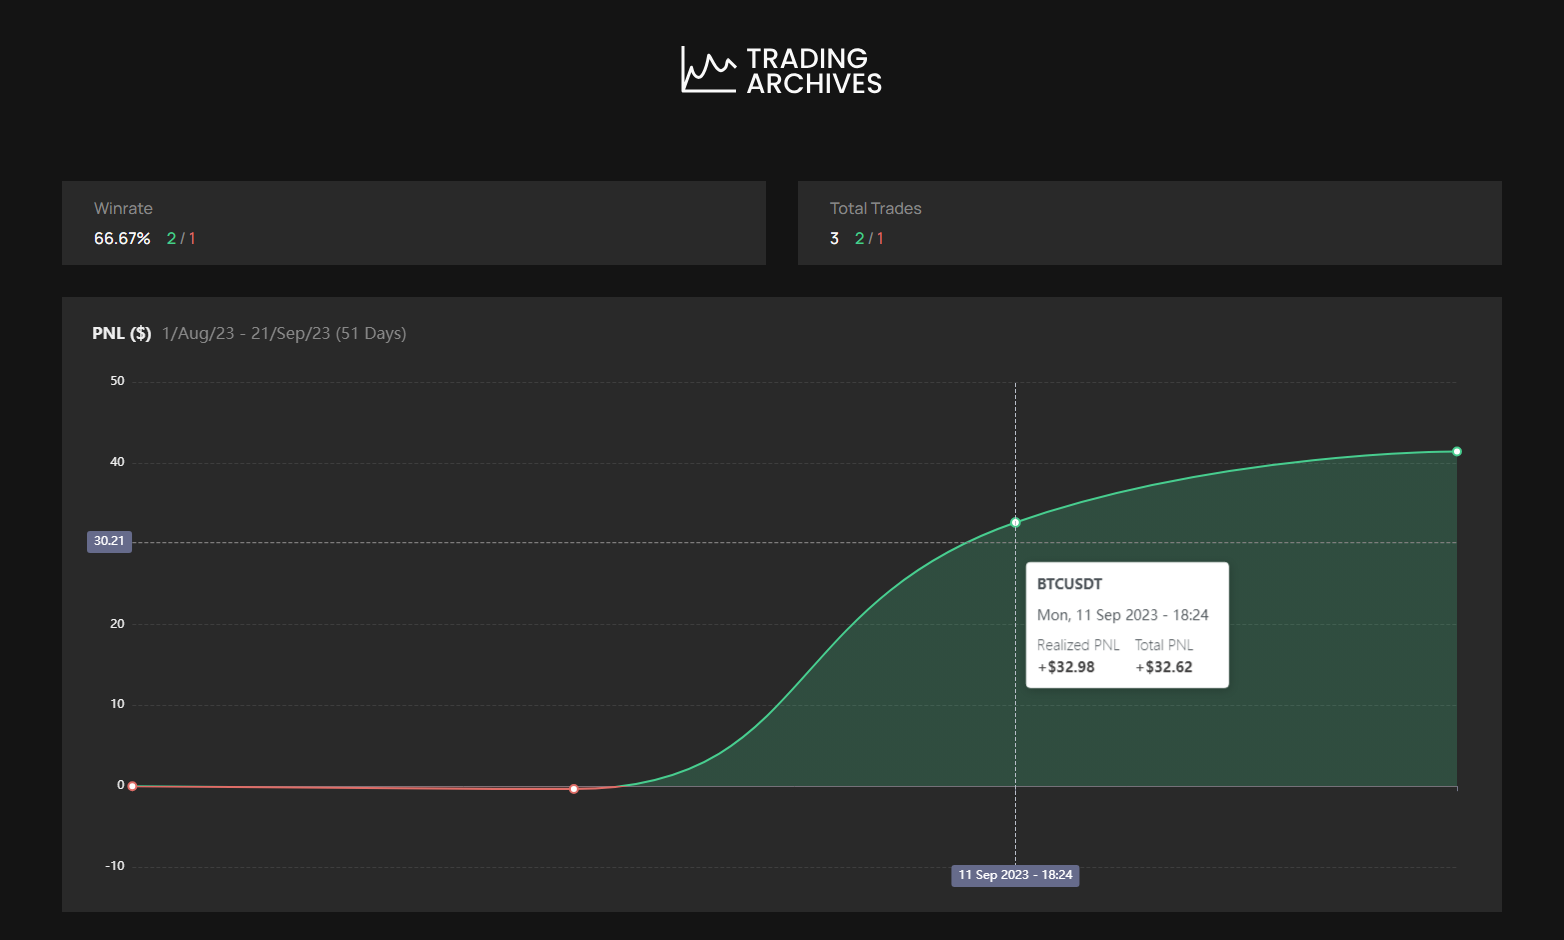 TRADING
ARCHIVES
Winrate
66.67% 2 / 1
Total Trades
3 2 / 1
PNL ($) 1/Aug/23 - 21/Sep/23 (51 Days)
50
40
30.21
20
10
0
-10
BTCUSDT
Mon, 11 Sep 2023 - 18:24
Realized PNL Total PNL
+$32.98 +$32.62
11 Sep 2023 - 18:24